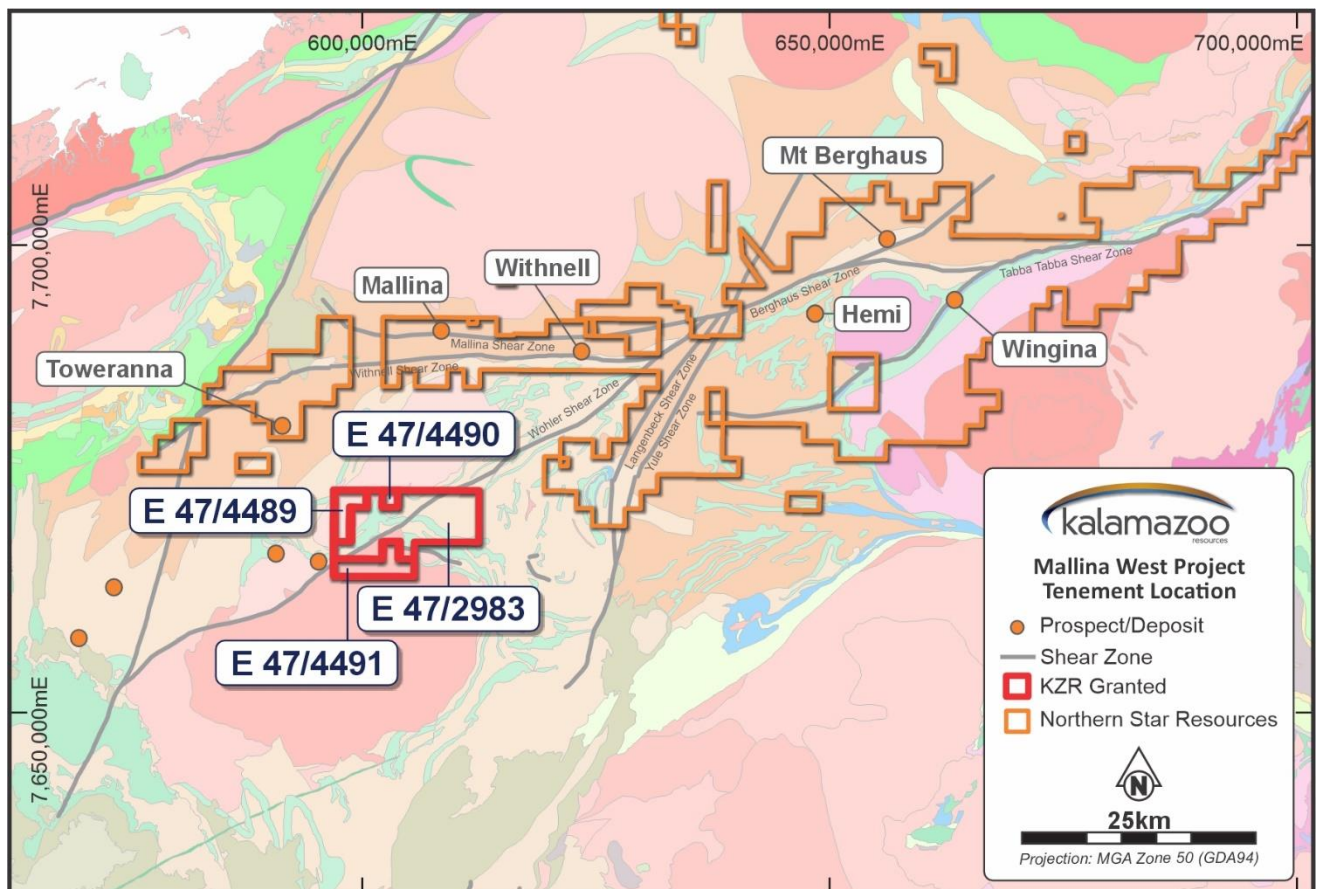 600,000mE
650,000mE
700,000mE
7,700,000mE
7,650,000mE
Mt Berghaus
Tabba Tabba Shear Zone
Berghaus Shear Zone
Withnell
Mallina
Hemi
Wingina
Mallina Shear Zone
Toweranna
Withnell Shear Zone
Wohler Shear Zone
Langenbeck Shear Zone
Yule Shear Zone
E 47/4490
E 47/4489
E 47/2983
E 47/4491
kalamazoo
resources
Mallina West Project
Tenement Location
Prospect/Deposit
Shear Zone
KZR Granted
Northern Star Resources
N
25km
Projection: MGA Zone 50 (GDA94)